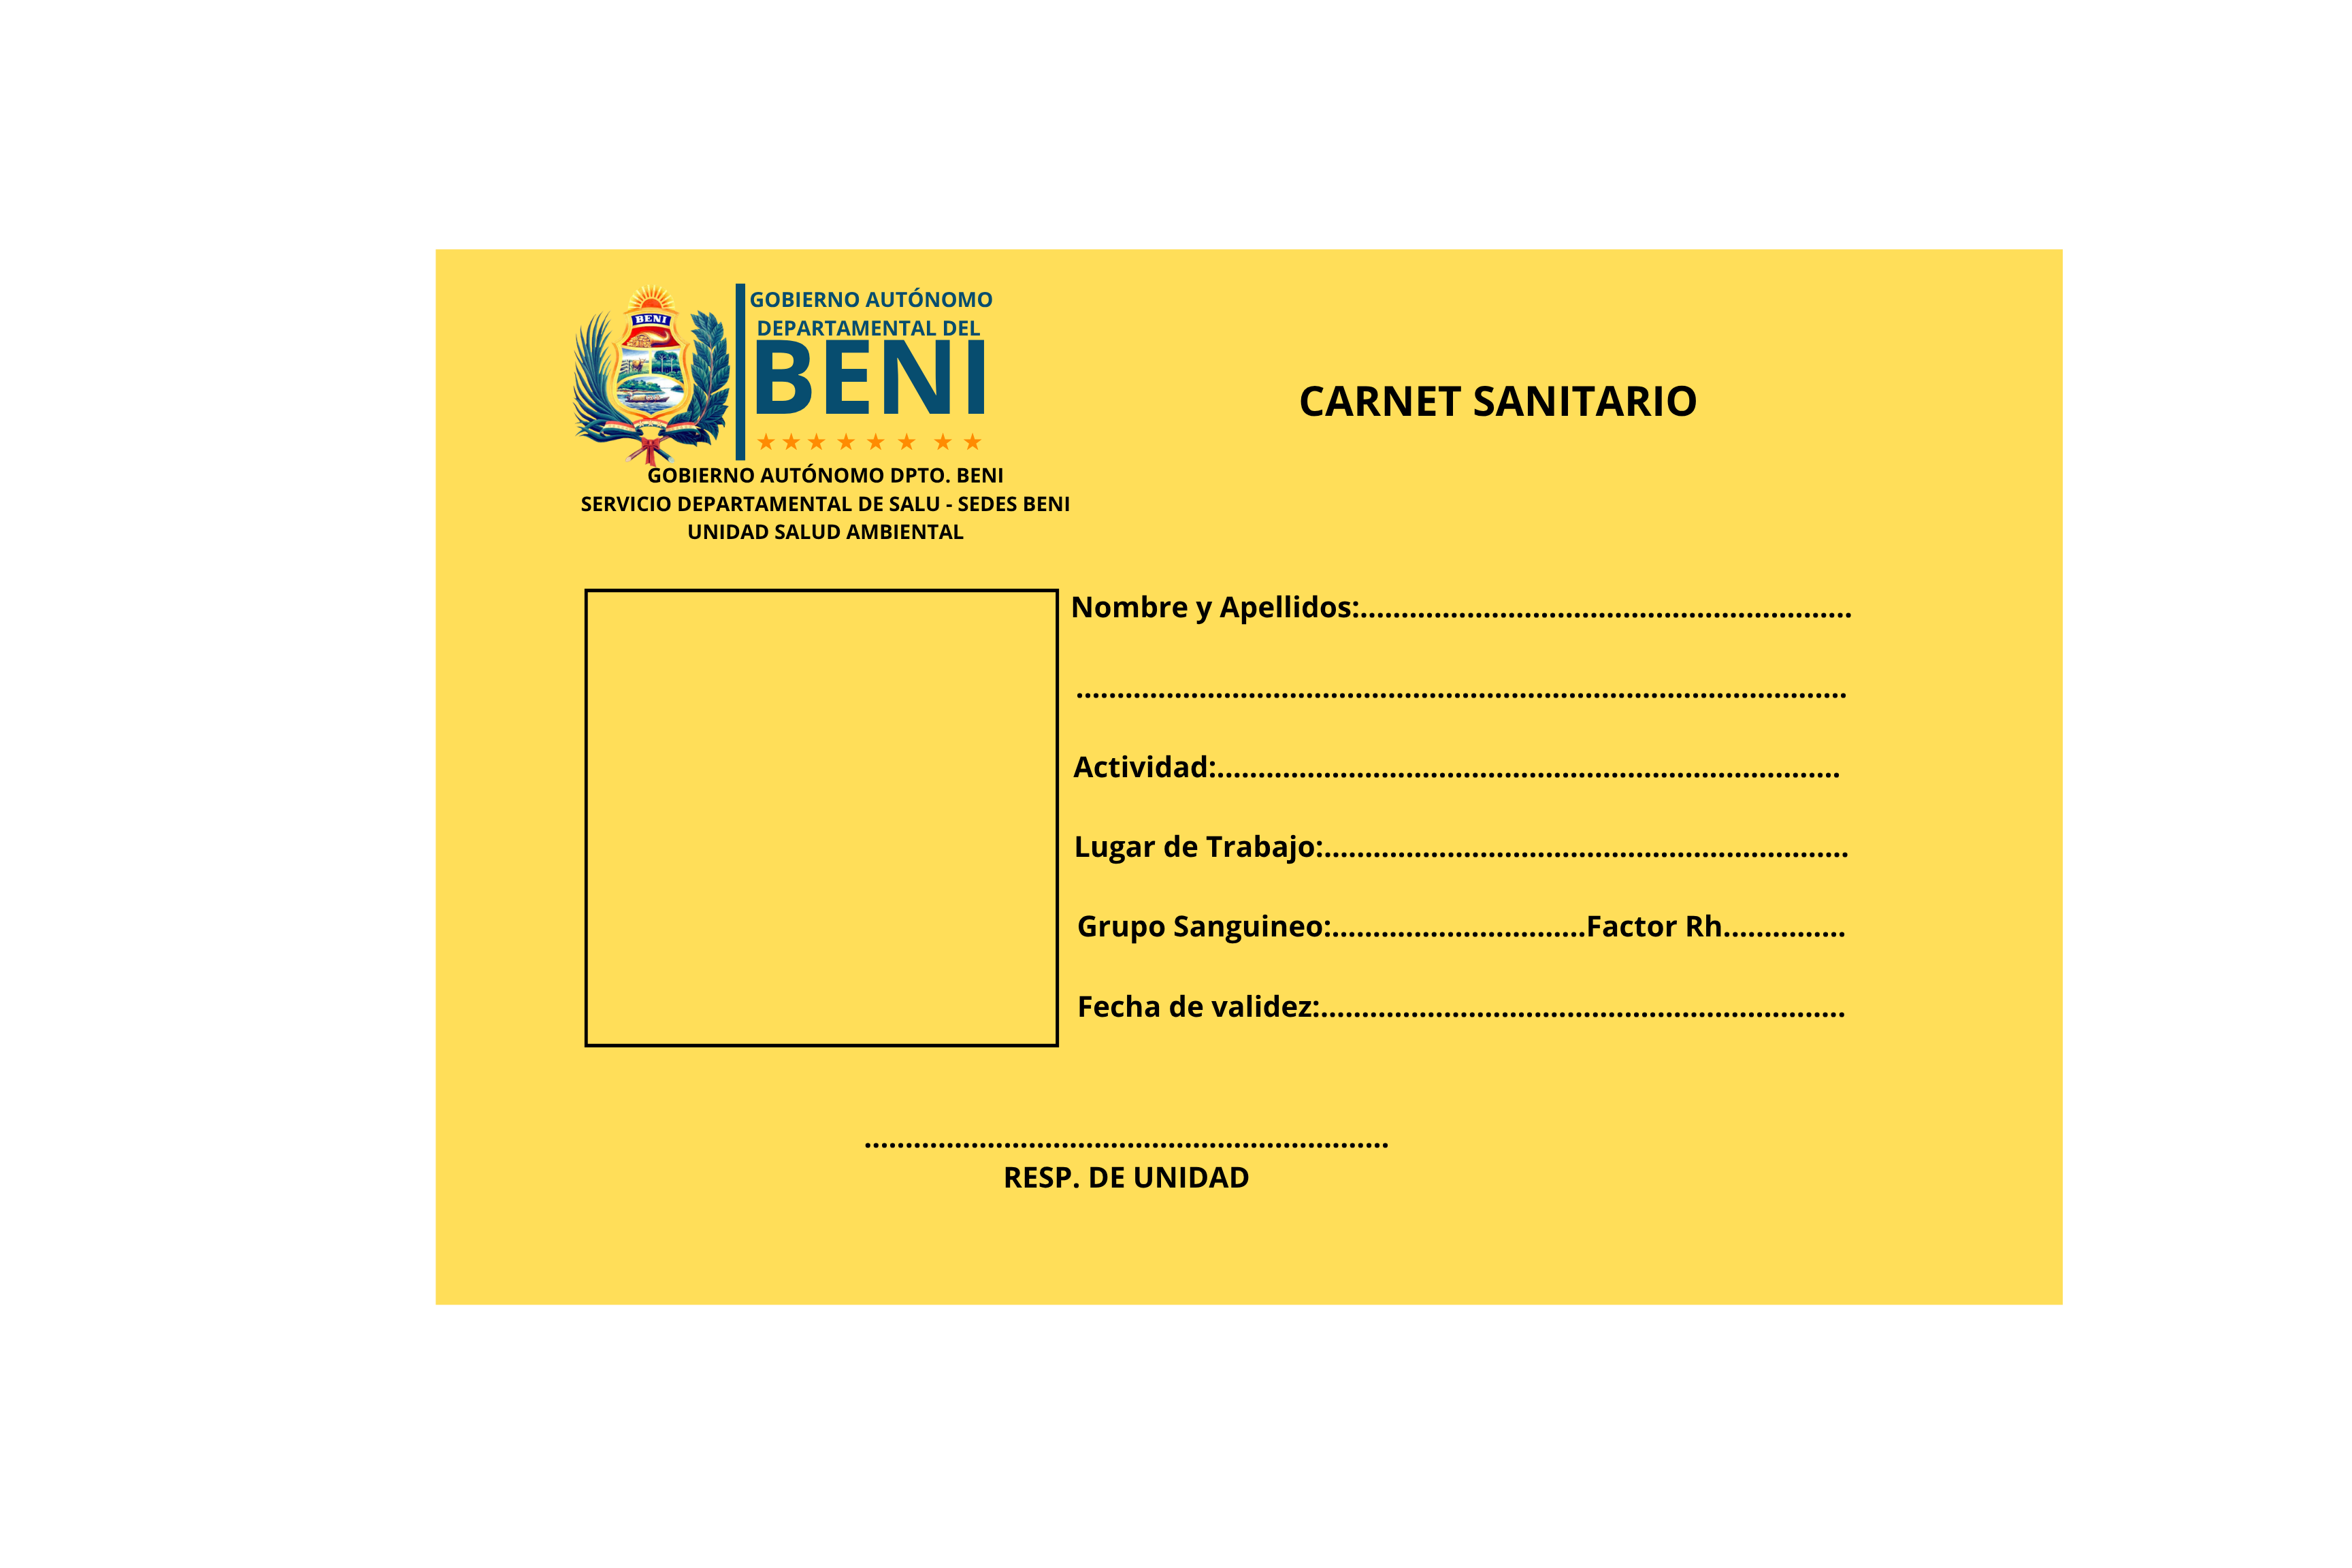 BENI
GOBIERNO AUTÓNOMO
DEPARTAMENTAL DEL
BENI
CARNET SANITARIO
GOBIERNO AUTÓNOMO DPTO. BENI
SERVICIO DEPARTAMENTAL DE SALU - SEDES BENI
UNIDAD SALUD AMBIENTAL
Nombre y Apellidos:............................................................
..............................................................................................
Actividad:............................................................................
Lugar de Trabajo:................................................................
Grupo Sanguineo:...............................Factor Rh...............
Fecha de validez:................................................................
................................................................
RESP. DE UNIDAD